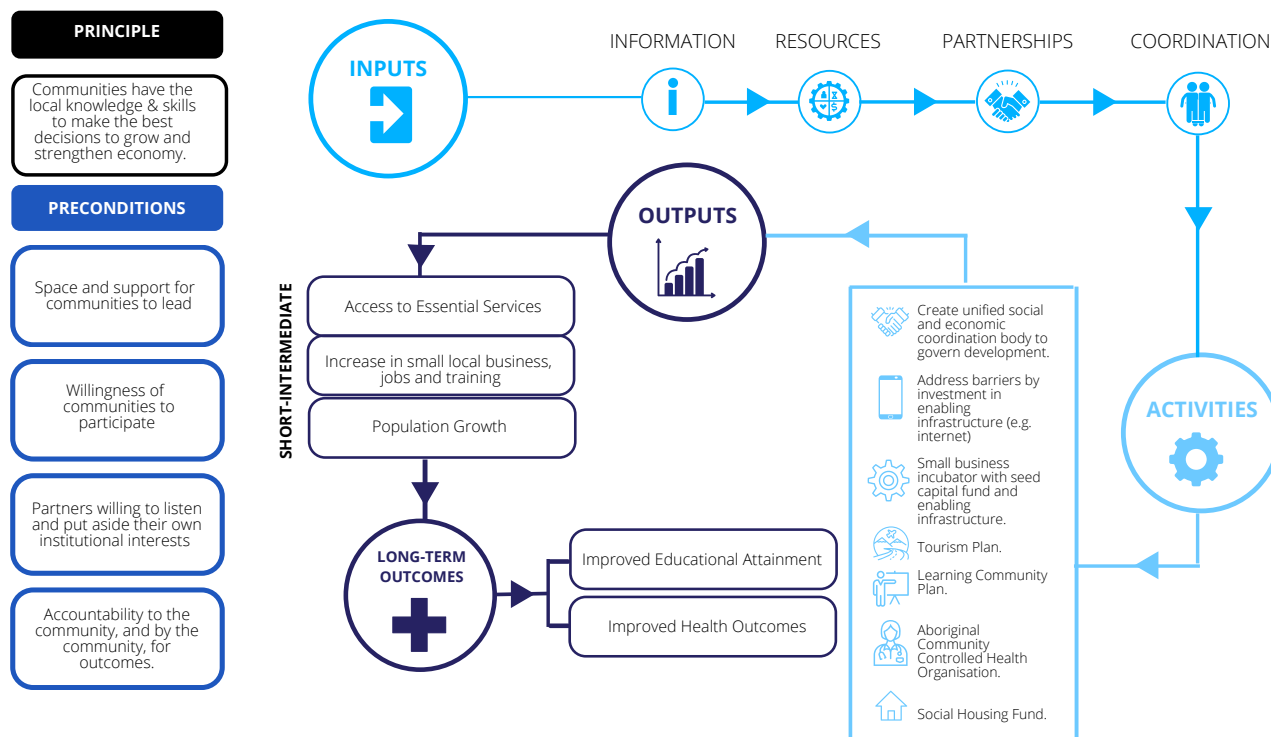 PRINCIPLE
Communities have the
local knowledge & skills
to make the best
decisions to grow and
strengthen economy.
PRECONDITIONS
Space and support for
communities to lead
Willingness of
communities to
participate
Partners willing to listen
and put aside their own
institutional interests
Accountability to the
community, and by the
community, for
outcomes.
INPUTS
INFORMATION
RESOURCES
PARTNERSHIPS
COORDINATION
ACTIVITIES
Create unified social
and economic
coordination body to
govern development.
Address barriers by
investment in
enabling
infrastructure (e.g.
internet)
Small business
incubator with seed
capital fund and
enabling
infrastructure.
Tourism Plan.
Learning Community
Plan.
Aboriginal
Community
Controlled Health
Organisation.
Social Housing Fund.
OUTPUTS
SHORT-INTERMEDIATE
Access to Essential Services
Increase in small local business,
jobs and training
Population Growth
LONG-TERM
OUTCOMES
Improved Educational Attainment
Improved Health Outcomes